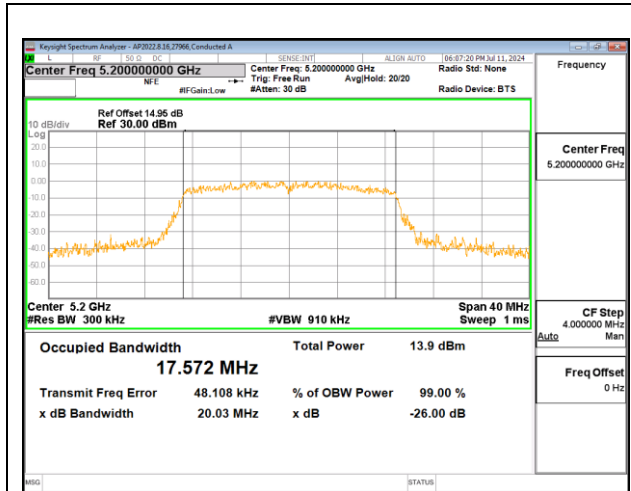 Keysight Spectrum Analyzer - AP2022.8.16,27966,Conducted A
L RF 50 Ω DC SENSE:INT ALIGN AUTO 06:07:20 PM Jul 11, 2024
Center Freq 5.200000000 GHz Center Freq: 5.200000000 GHz Radio Std: None
NFE Trig: Free Run Avg|Hold: 20/20
#IFGain:Low #Atten: 30 dB Radio Device: BTS
Frequency
Ref Offset 14.95 dB
10 dB/div Ref 30.00 dBm
Log
20.0
10.0
0.00
-10.0
-20.0
-30.0
-40.0
-50.0
-60.0
Center 5.2 GHz Span 40 MHz
#Res BW 300 kHz #VBW 910 kHz Sweep 1 ms
Occupied Bandwidth Total Power 13.9 dBm
17.572 MHz
Transmit Freq Error 48.108 kHz % of OBW Power 99.00 %
x dB Bandwidth 20.03 MHz x dB -26.00 dB
Center Freq
5.200000000 GHz
CF Step
4.000000 MHz
Auto Man
Freq Offset
0 Hz
MSG STATUS